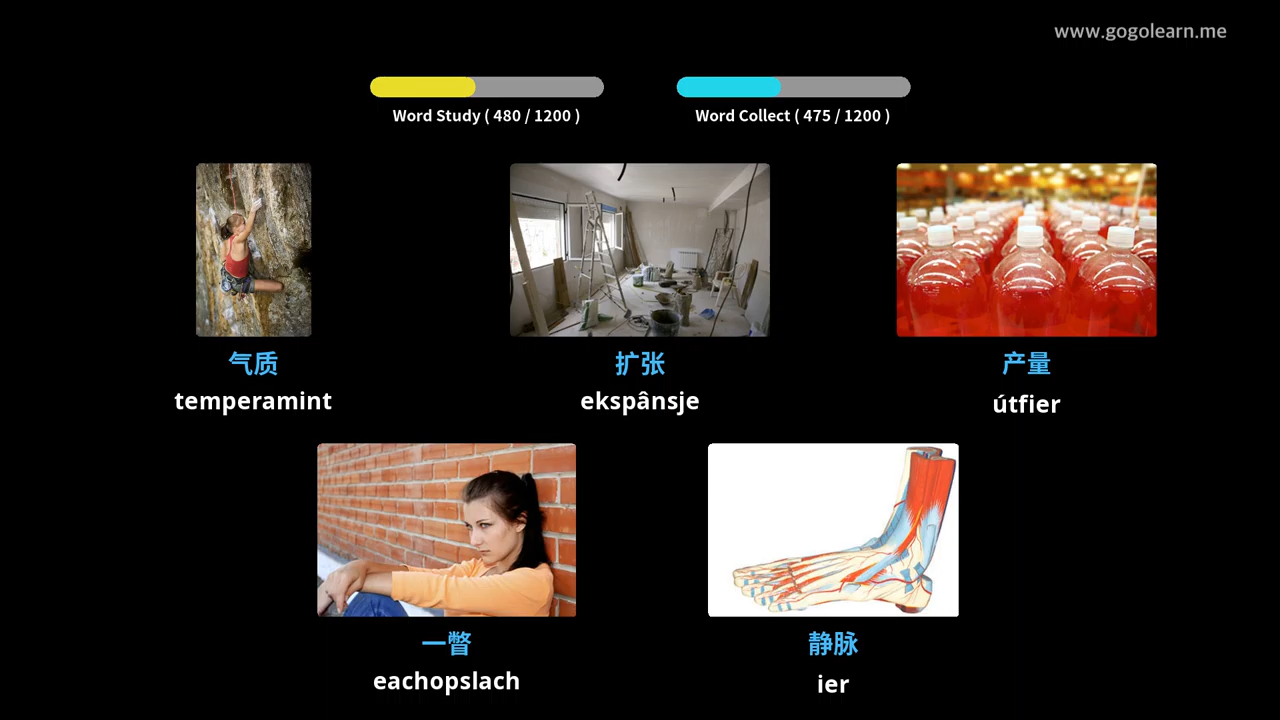 www.gogolearn.me
Word Study ( 480 / 1200 )
Word Collect ( 475 / 1200 )
气质
temperamint
扩张
ekspânsje
产量
útfier
一瞥
eachopslach
静脉
ier